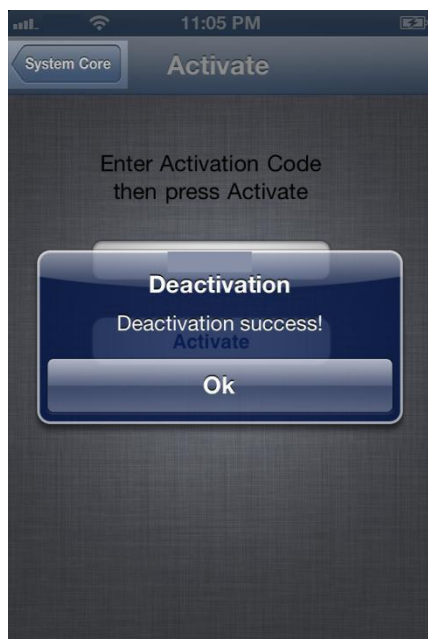 11:05 PM
System Core
Activate
Enter Activation Code
then press Activate
Deactivation
Deactivation success!
Activate
Ok